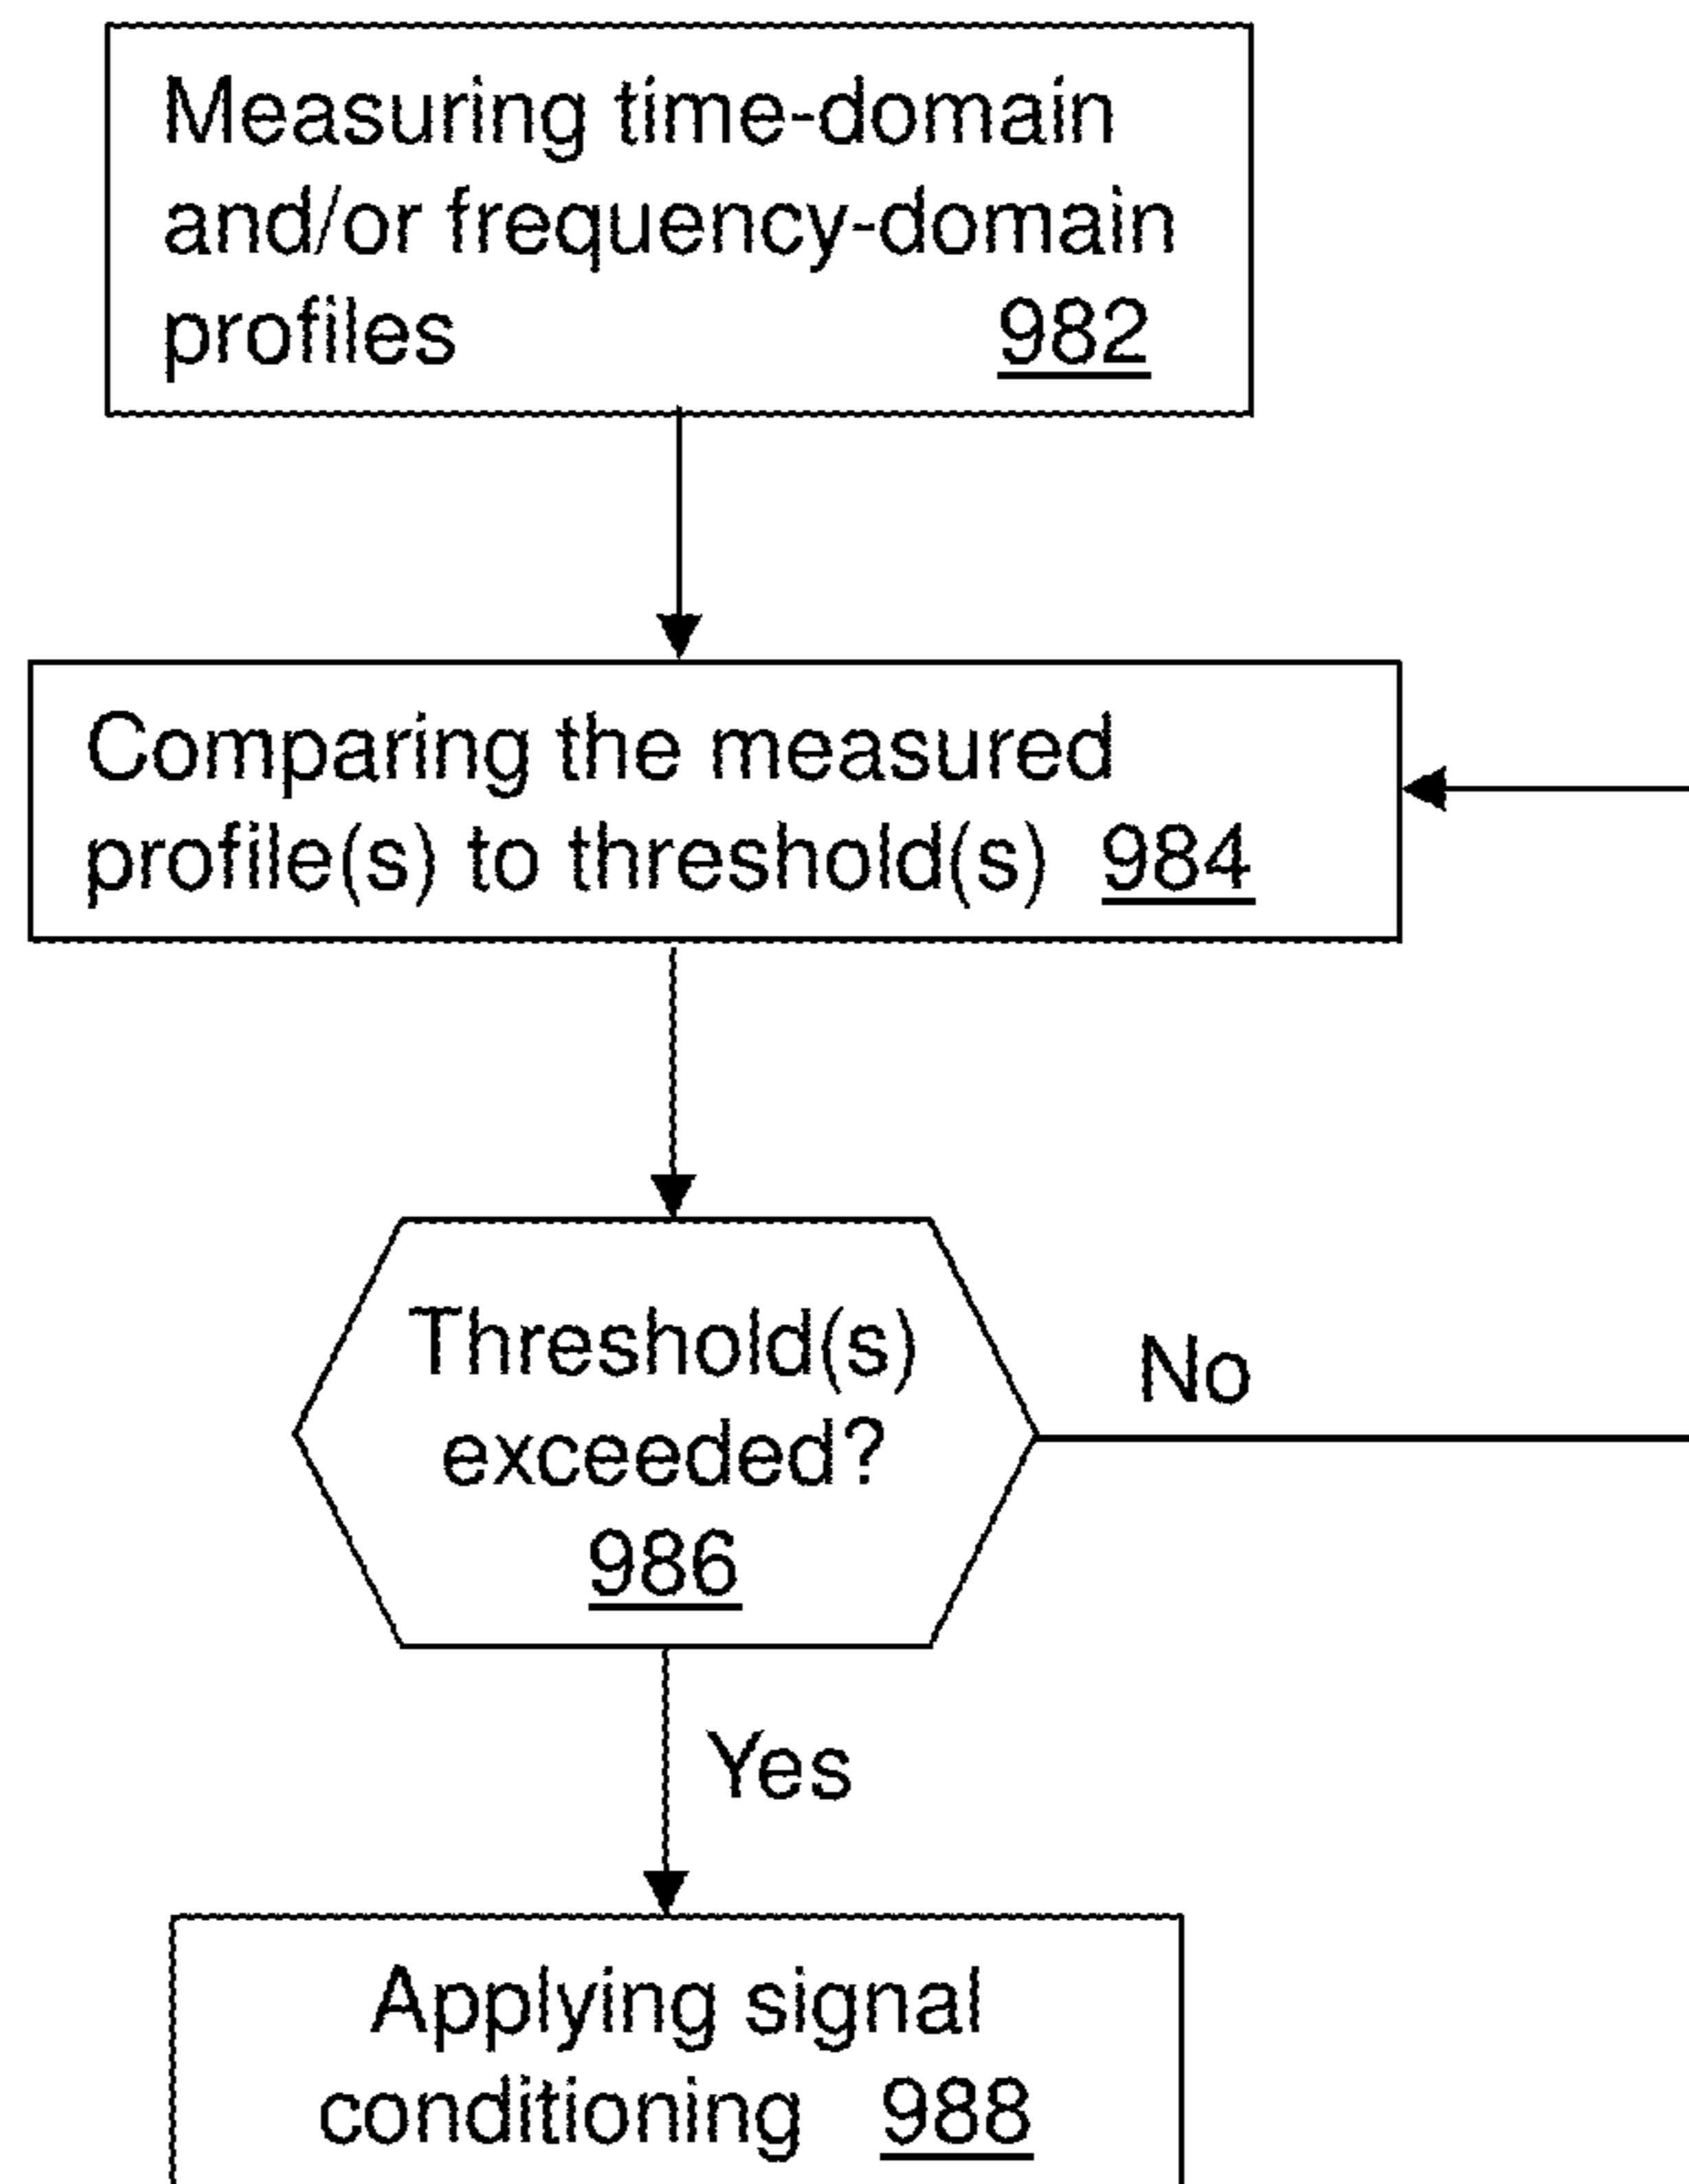 Measuring time-domain
and/or frequency-domain
profiles 982
Comparing the measured
profile(s) to threshold(s) 984
Threshold(s)
exceeded?
986
No
Yes
Applying signal
conditioning 988